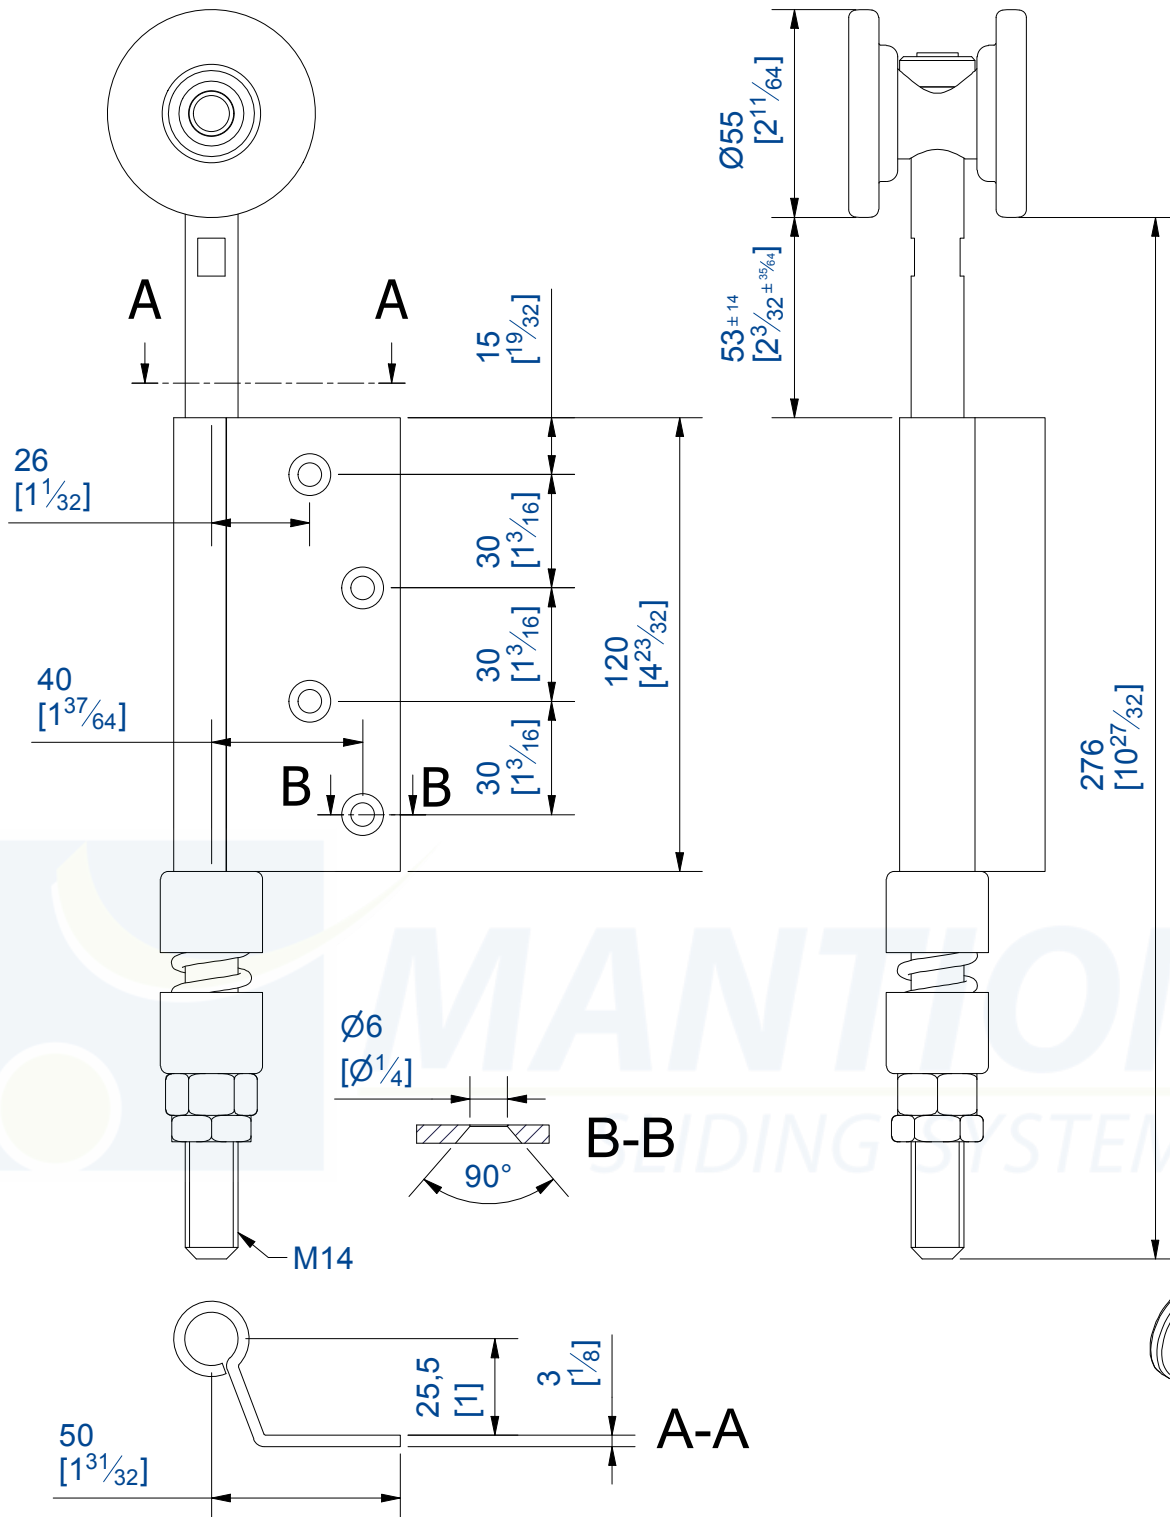 Ø55
[2 11/64]
53 ± 14
[2 3/32 ± 35/64]
A A
15
[19/32]
26
[1 1/32]
30
[1 3/16]
30
[1 3/16]
120
[4 23/32]
40
[1 37/64]
30
[1 3/16]
276
[10 27/32]
B B
MANTION
SLIDING SYSTEM
Ø6
[Ø1/4]
B-B
90°
M14
25,5
[1]
3
[1/8]
A-A
50
[1 31/32]